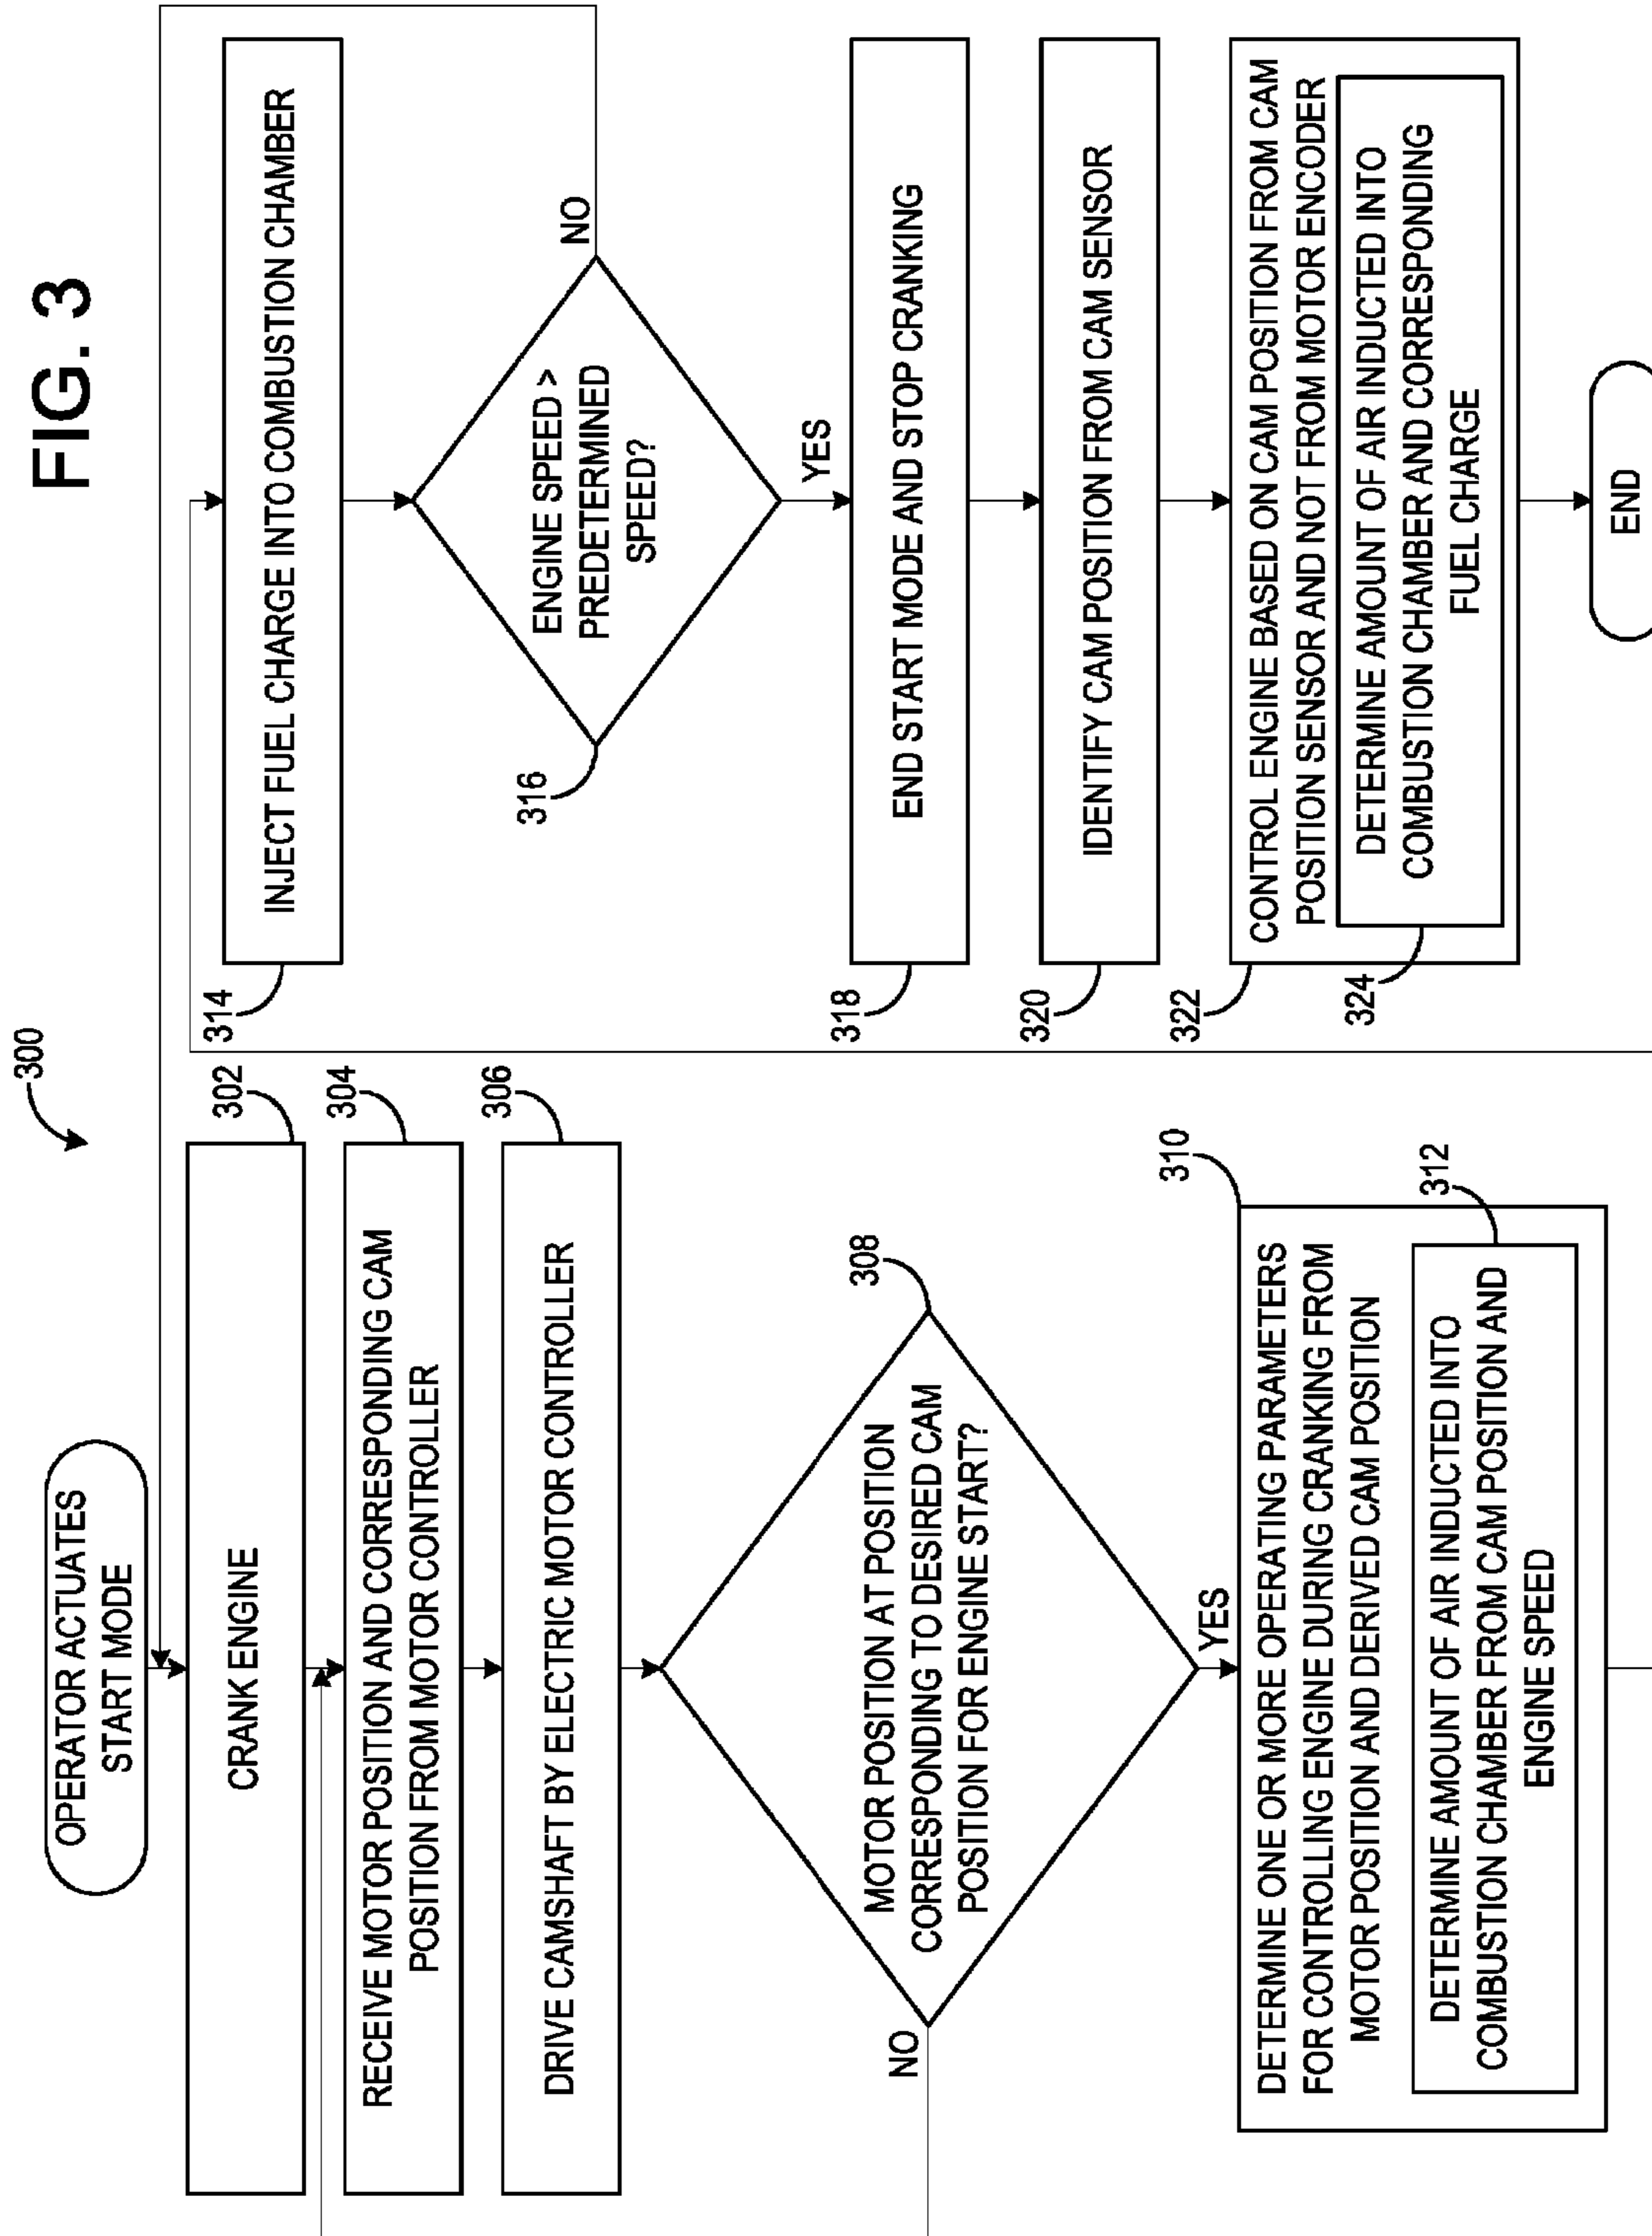 FIG. 3
300
OPERATOR ACTUATES
START MODE
302
CRANK ENGINE
304
RECEIVE MOTOR POSITION AND CORRESPONDING CAM
POSITION FROM MOTOR CONTROLLER
306
DRIVE CAMSHAFT BY ELECTRIC MOTOR CONTROLLER
308
MOTOR POSITION AT POSITION
CORRESPONDING TO DESIRED CAM
POSITION FOR ENGINE START?
NO
YES
310
DETERMINE ONE OR MORE OPERATING PARAMETERS
FOR CONTROLLING ENGINE DURING CRANKING FROM
MOTOR POSITION AND DERIVED CAM POSITION
312
DETERMINE AMOUNT OF AIR INDUCTED INTO
COMBUSTION CHAMBER FROM CAM POSITION AND
ENGINE SPEED
314
INJECT FUEL CHARGE INTO COMBUSTION CHAMBER
316
ENGINE SPEED >
PREDETERMINED
SPEED?
NO
YES
318
END START MODE AND STOP CRANKING
320
IDENTIFY CAM POSITION FROM CAM SENSOR
322
CONTROL ENGINE BASED ON CAM POSITION FROM CAM
POSITION SENSOR AND NOT FROM MOTOR ENCODER
324
DETERMINE AMOUNT OF AIR INDUCTED INTO
COMBUSTION CHAMBER AND CORRESPONDING
FUEL CHARGE
END